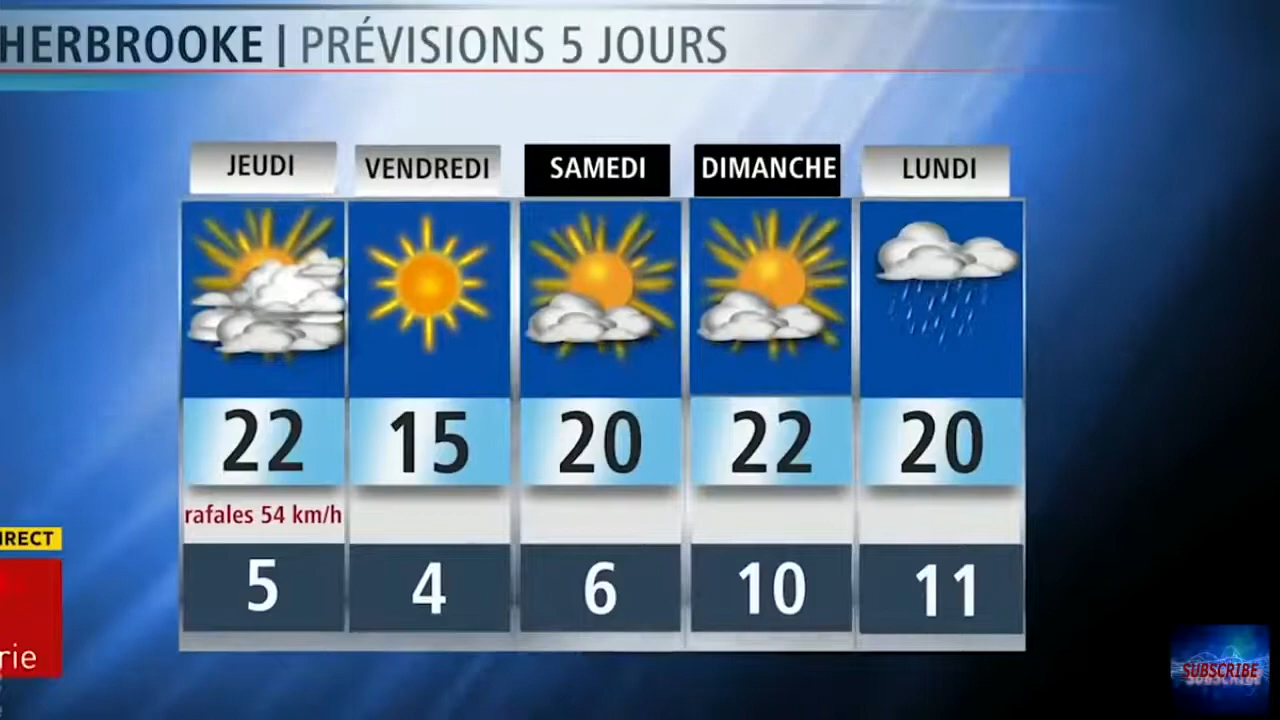 HERBROOKE | PRÉVISIONS 5 JOURS
JEUDI VENDREDI SAMEDI DIMANCHE LUNDI
22 15 20 22 20
rafales 54 km/h
5 4 6 10 11
IRECT
rie
SUBSCRIBE